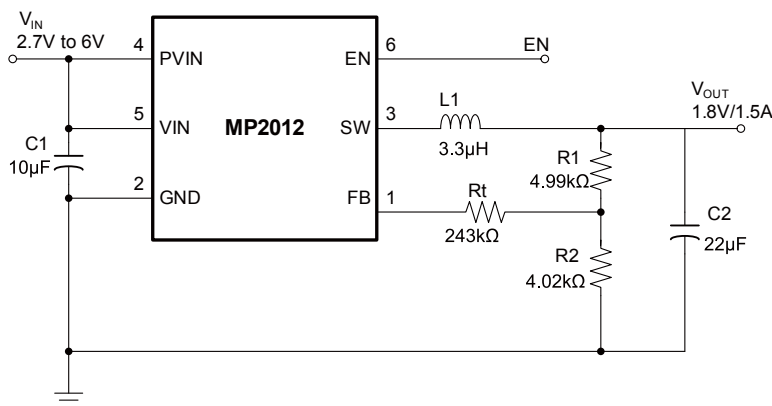 VIN
2.7V to 6V
4
PVIN
5
VIN
C1
10µF
2
GND
MP2012
EN
6
EN
SW
3
L1
3.3µH
FB
1
Rt
243kΩ
VOUT
1.8V/1.5A
R1
4.99kΩ
R2
4.02kΩ
C2
22µF